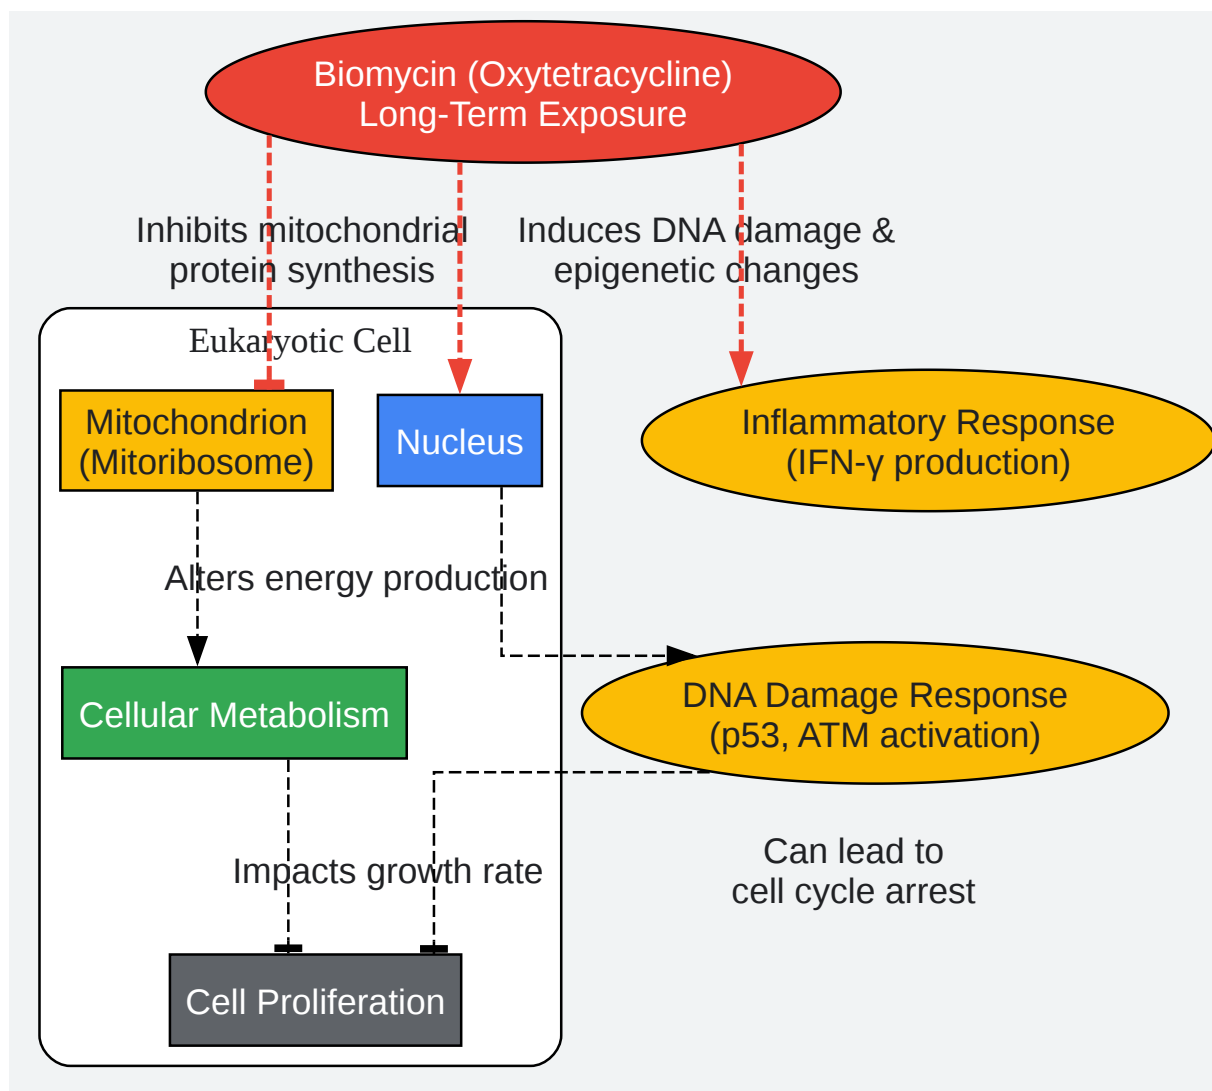 Biomycin (Oxytetracycline)
Long-Term Exposure
Inhibits mitochondrial
protein synthesis
Induces DNA damage &
epigenetic changes
Eukaryotic Cell
Mitochondrion
(Mitoribosome)
Nucleus
Inflammatory Response
(IFN-γ production)
Alters energy production
Cellular Metabolism
DNA Damage Response
(p53, ATM activation)
Impacts growth rate
Can lead to
cell cycle arrest
Cell Proliferation